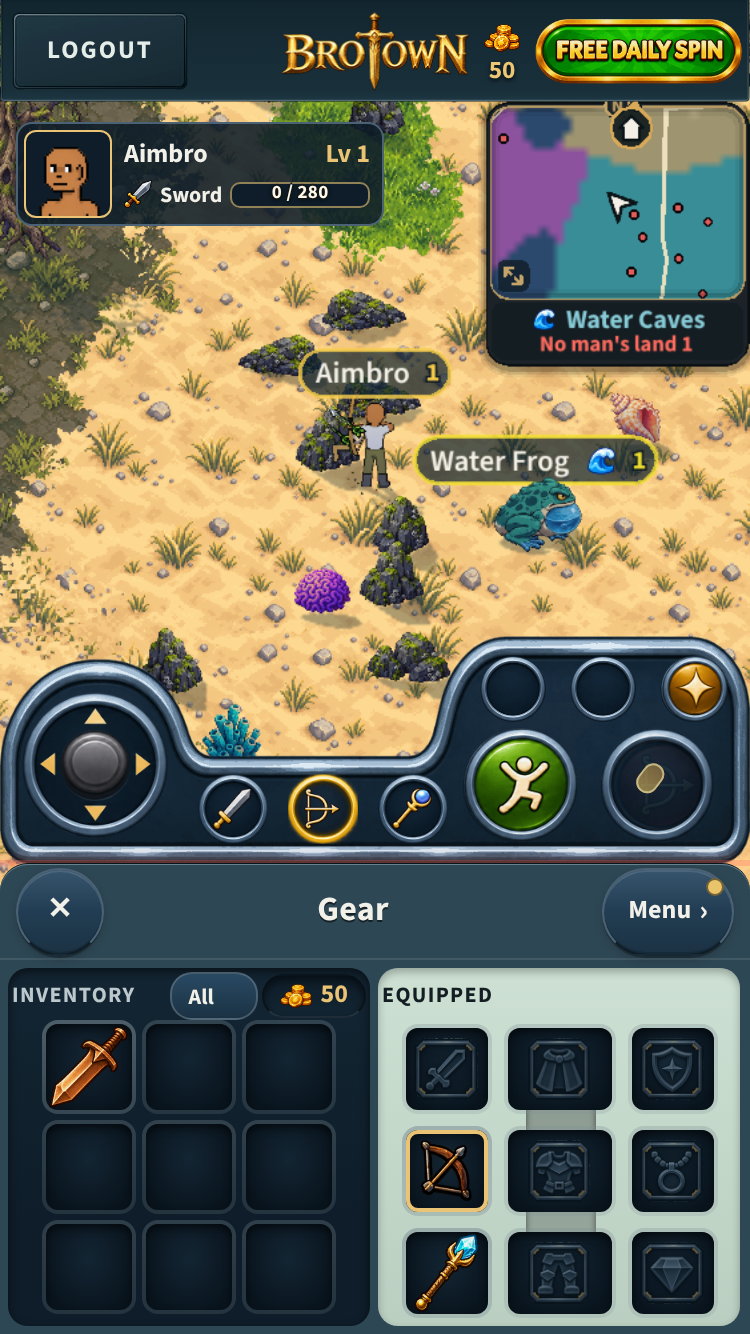 LOGOUT
BROTOWN
50
FREE DAILY SPIN
Aimbro
Lv 1
Sword
0 / 280
Water Caves
No man's land 1
Aimbro 1
Water Frog 1
Gear
Menu ›
INVENTORY
All
50
EQUIPPED